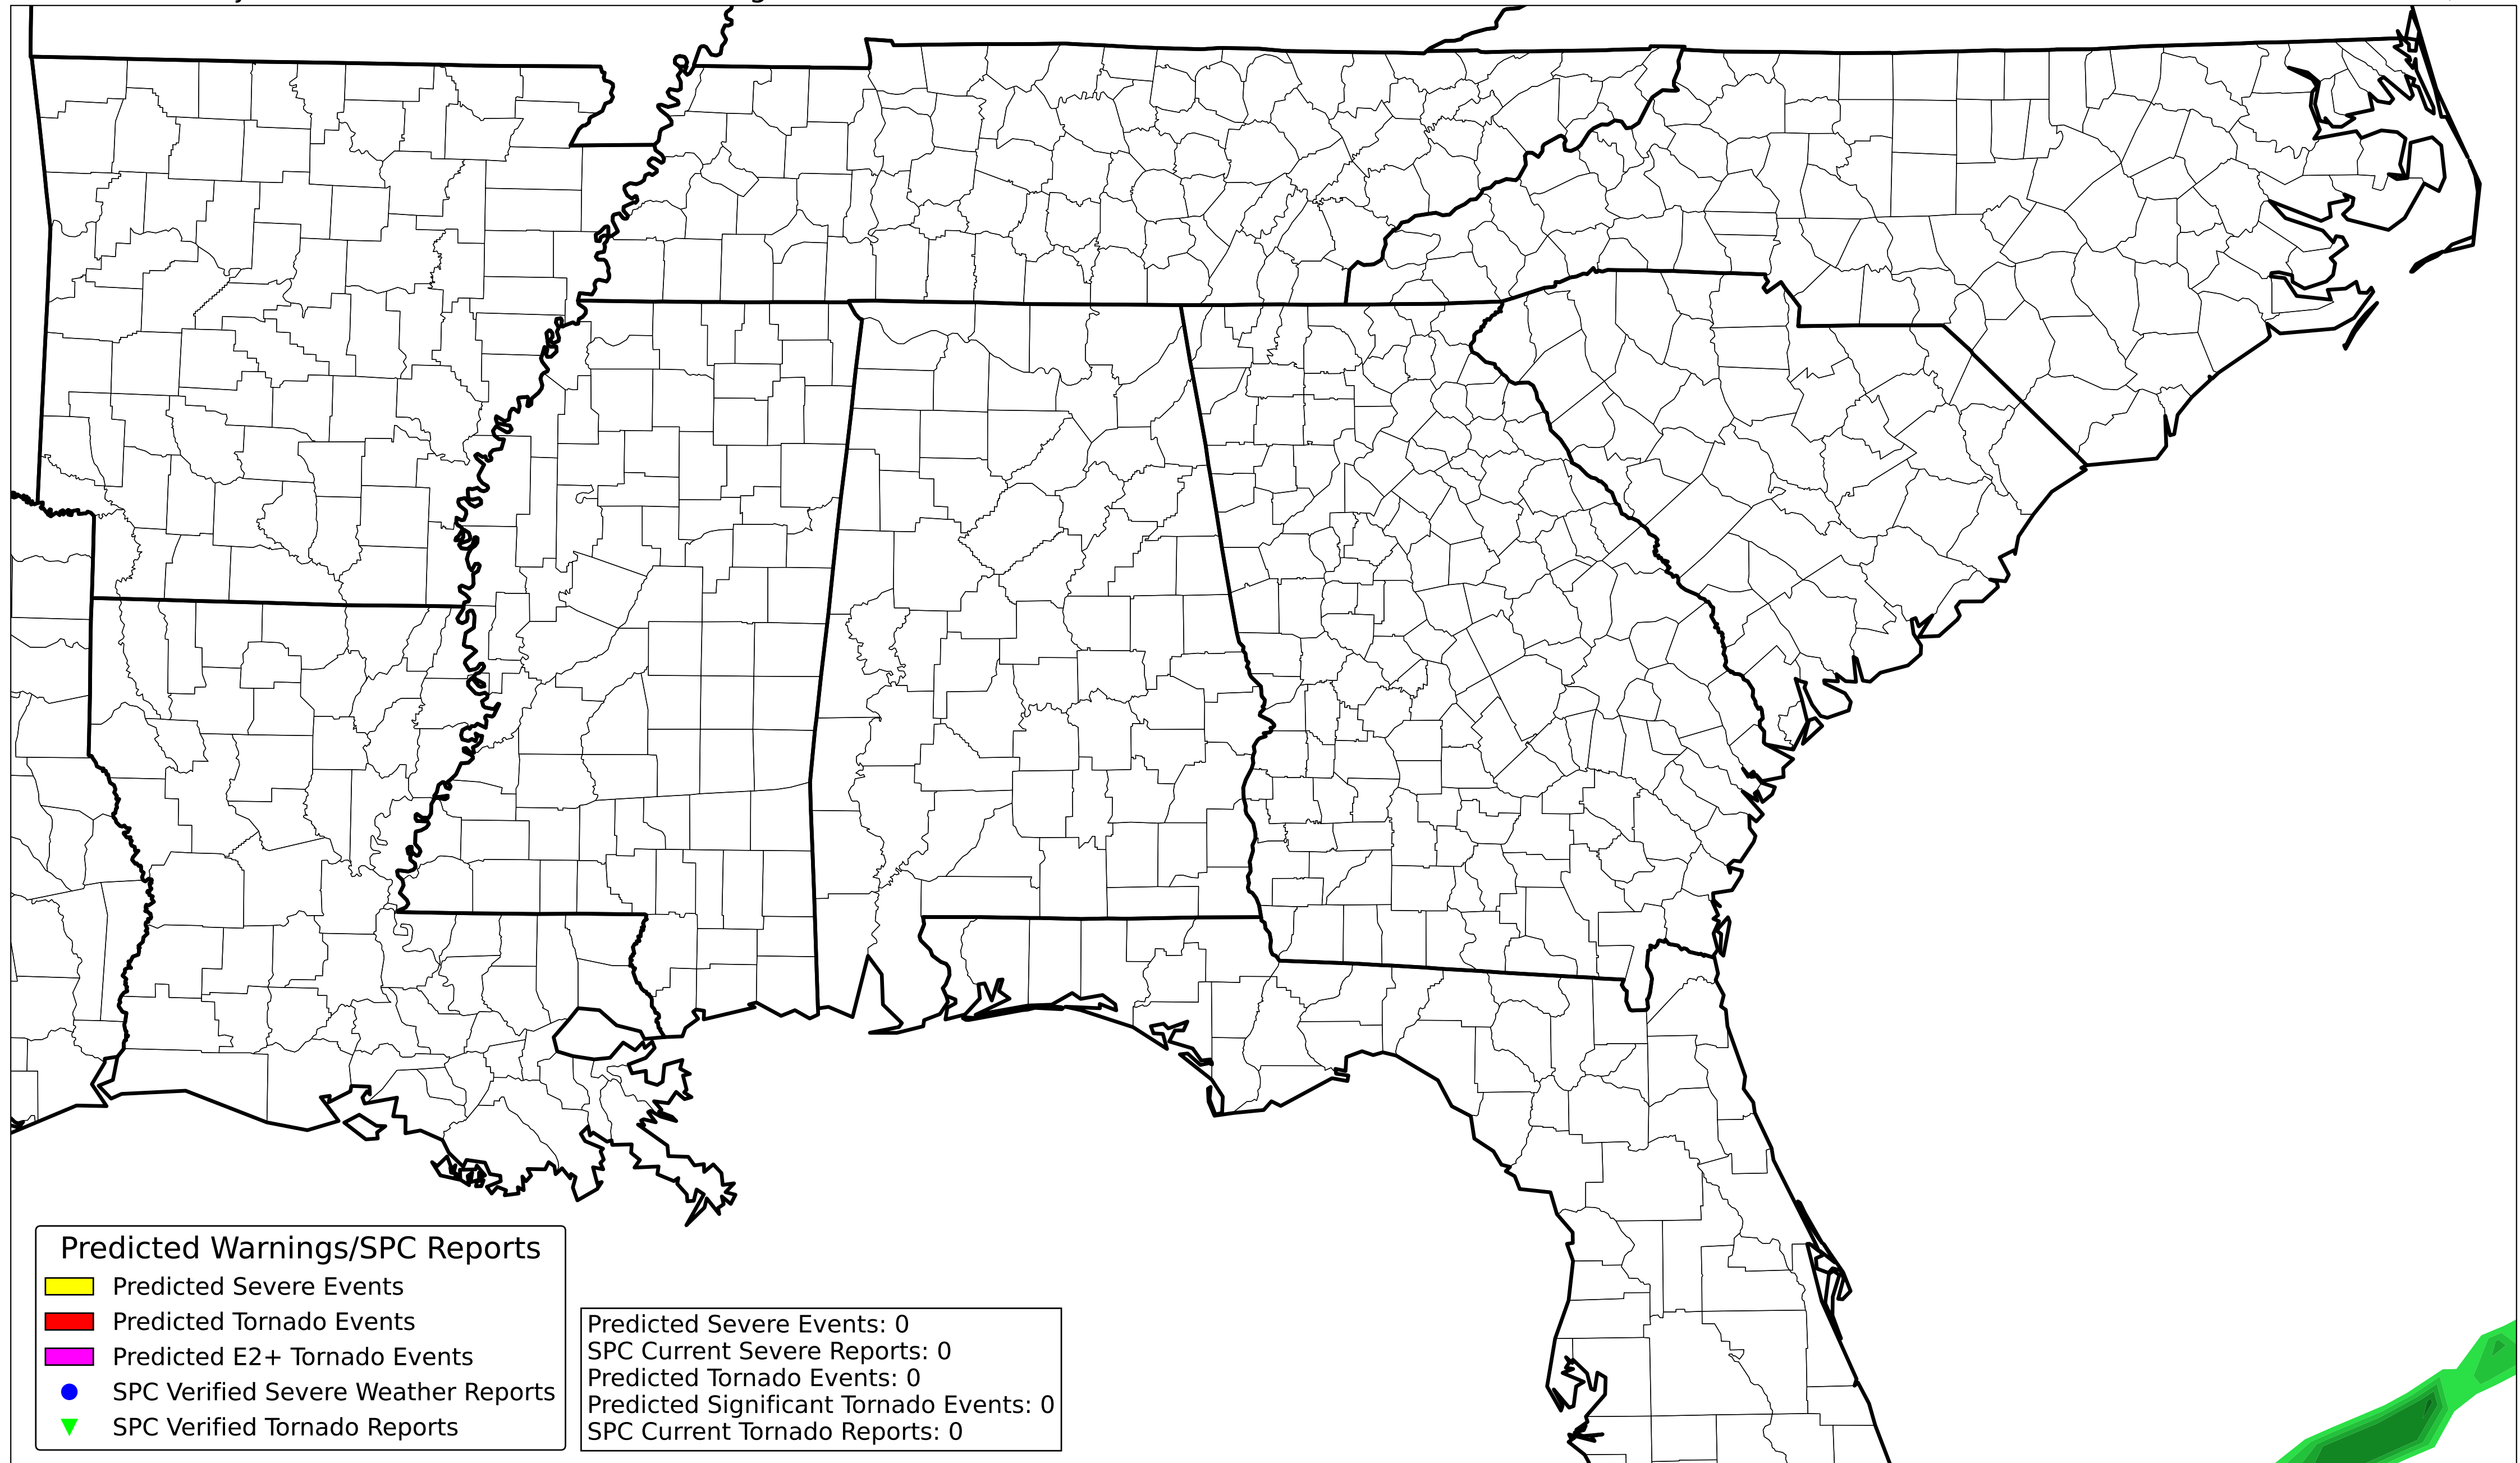 Predicted Warnings/SPC Reports
Predicted Severe Events
Predicted Tornado Events
Predicted E2+ Tornado Events
SPC Verified Severe Weather Reports
SPC Verified Tornado Reports
Predicted Severe Events: 0
SPC Current Severe Reports: 0
Predicted Tornado Events: 0
Predicted Significant Tornado Events: 0
SPC Current Tornado Reports: 0